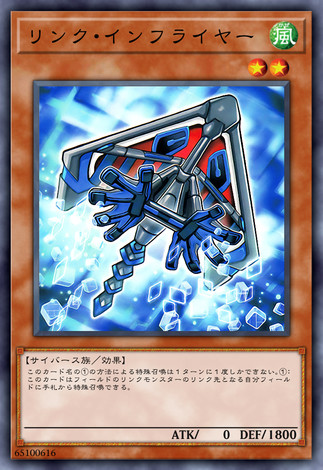 リンク・インフライヤー
風
【サイバース族/効果】
このカード名の①の方法による特殊召喚は1ターンに1度しかできない。①:
このカードはフィールドのリンクモンスターのリンク先となる自分フィール
ドに手札から特殊召喚できる。
ATK/ 0 DEF/1800
65100616